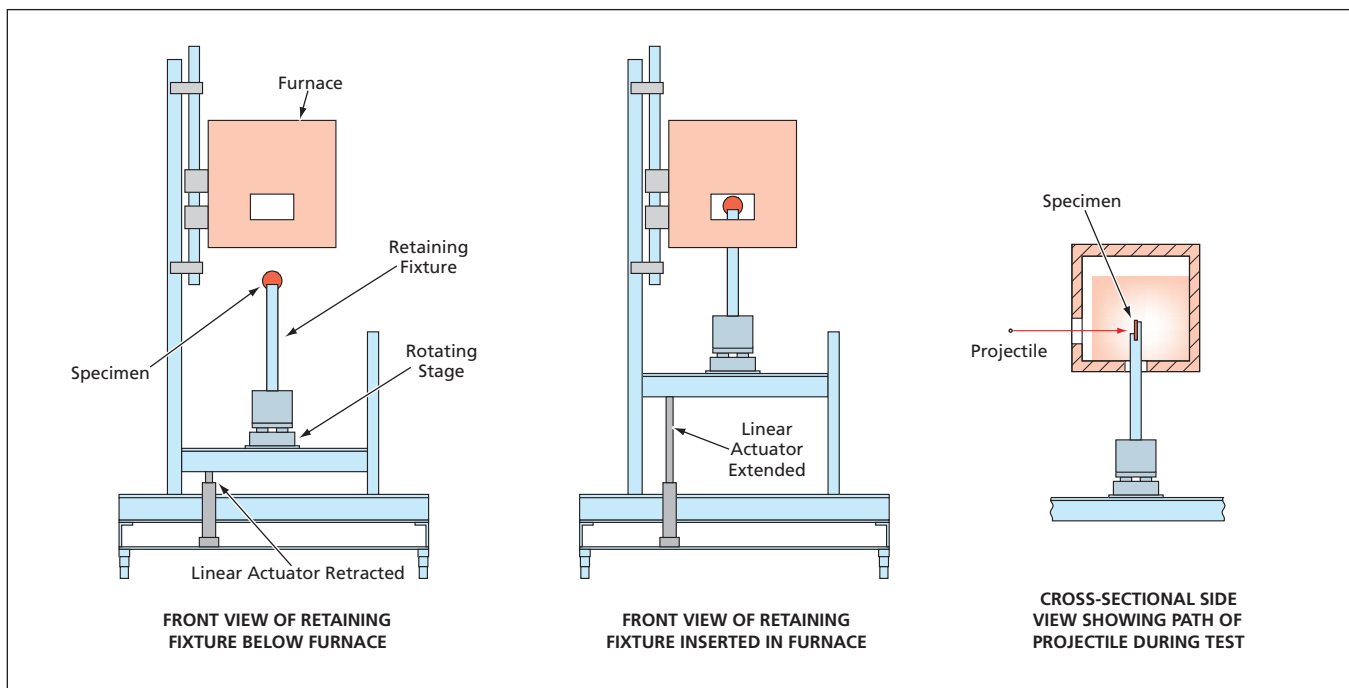 Furnace
Retaining
Fixture
Specimen
Rotating
Stage
Linear Actuator Retracted
FRONT VIEW OF RETAINING
FIXTURE BELOW FURNACE
Linear
Actuator
Extended
FRONT VIEW OF RETAINING
FIXTURE INSERTED IN FURNACE
Specimen
Projectile
CROSS-SECTIONAL SIDE
VIEW SHOWING PATH OF
PROJECTILE DURING TEST